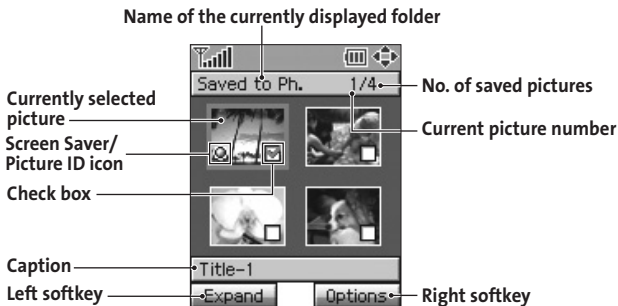 Name of the currently displayed folder
Saved to Ph. 1/4
No. of saved pictures
Currently selected
picture
Current picture number
Screen Saver/
Picture ID icon
Check box
Caption
Title-1
Left softkey
Expand
Options
Right softkey